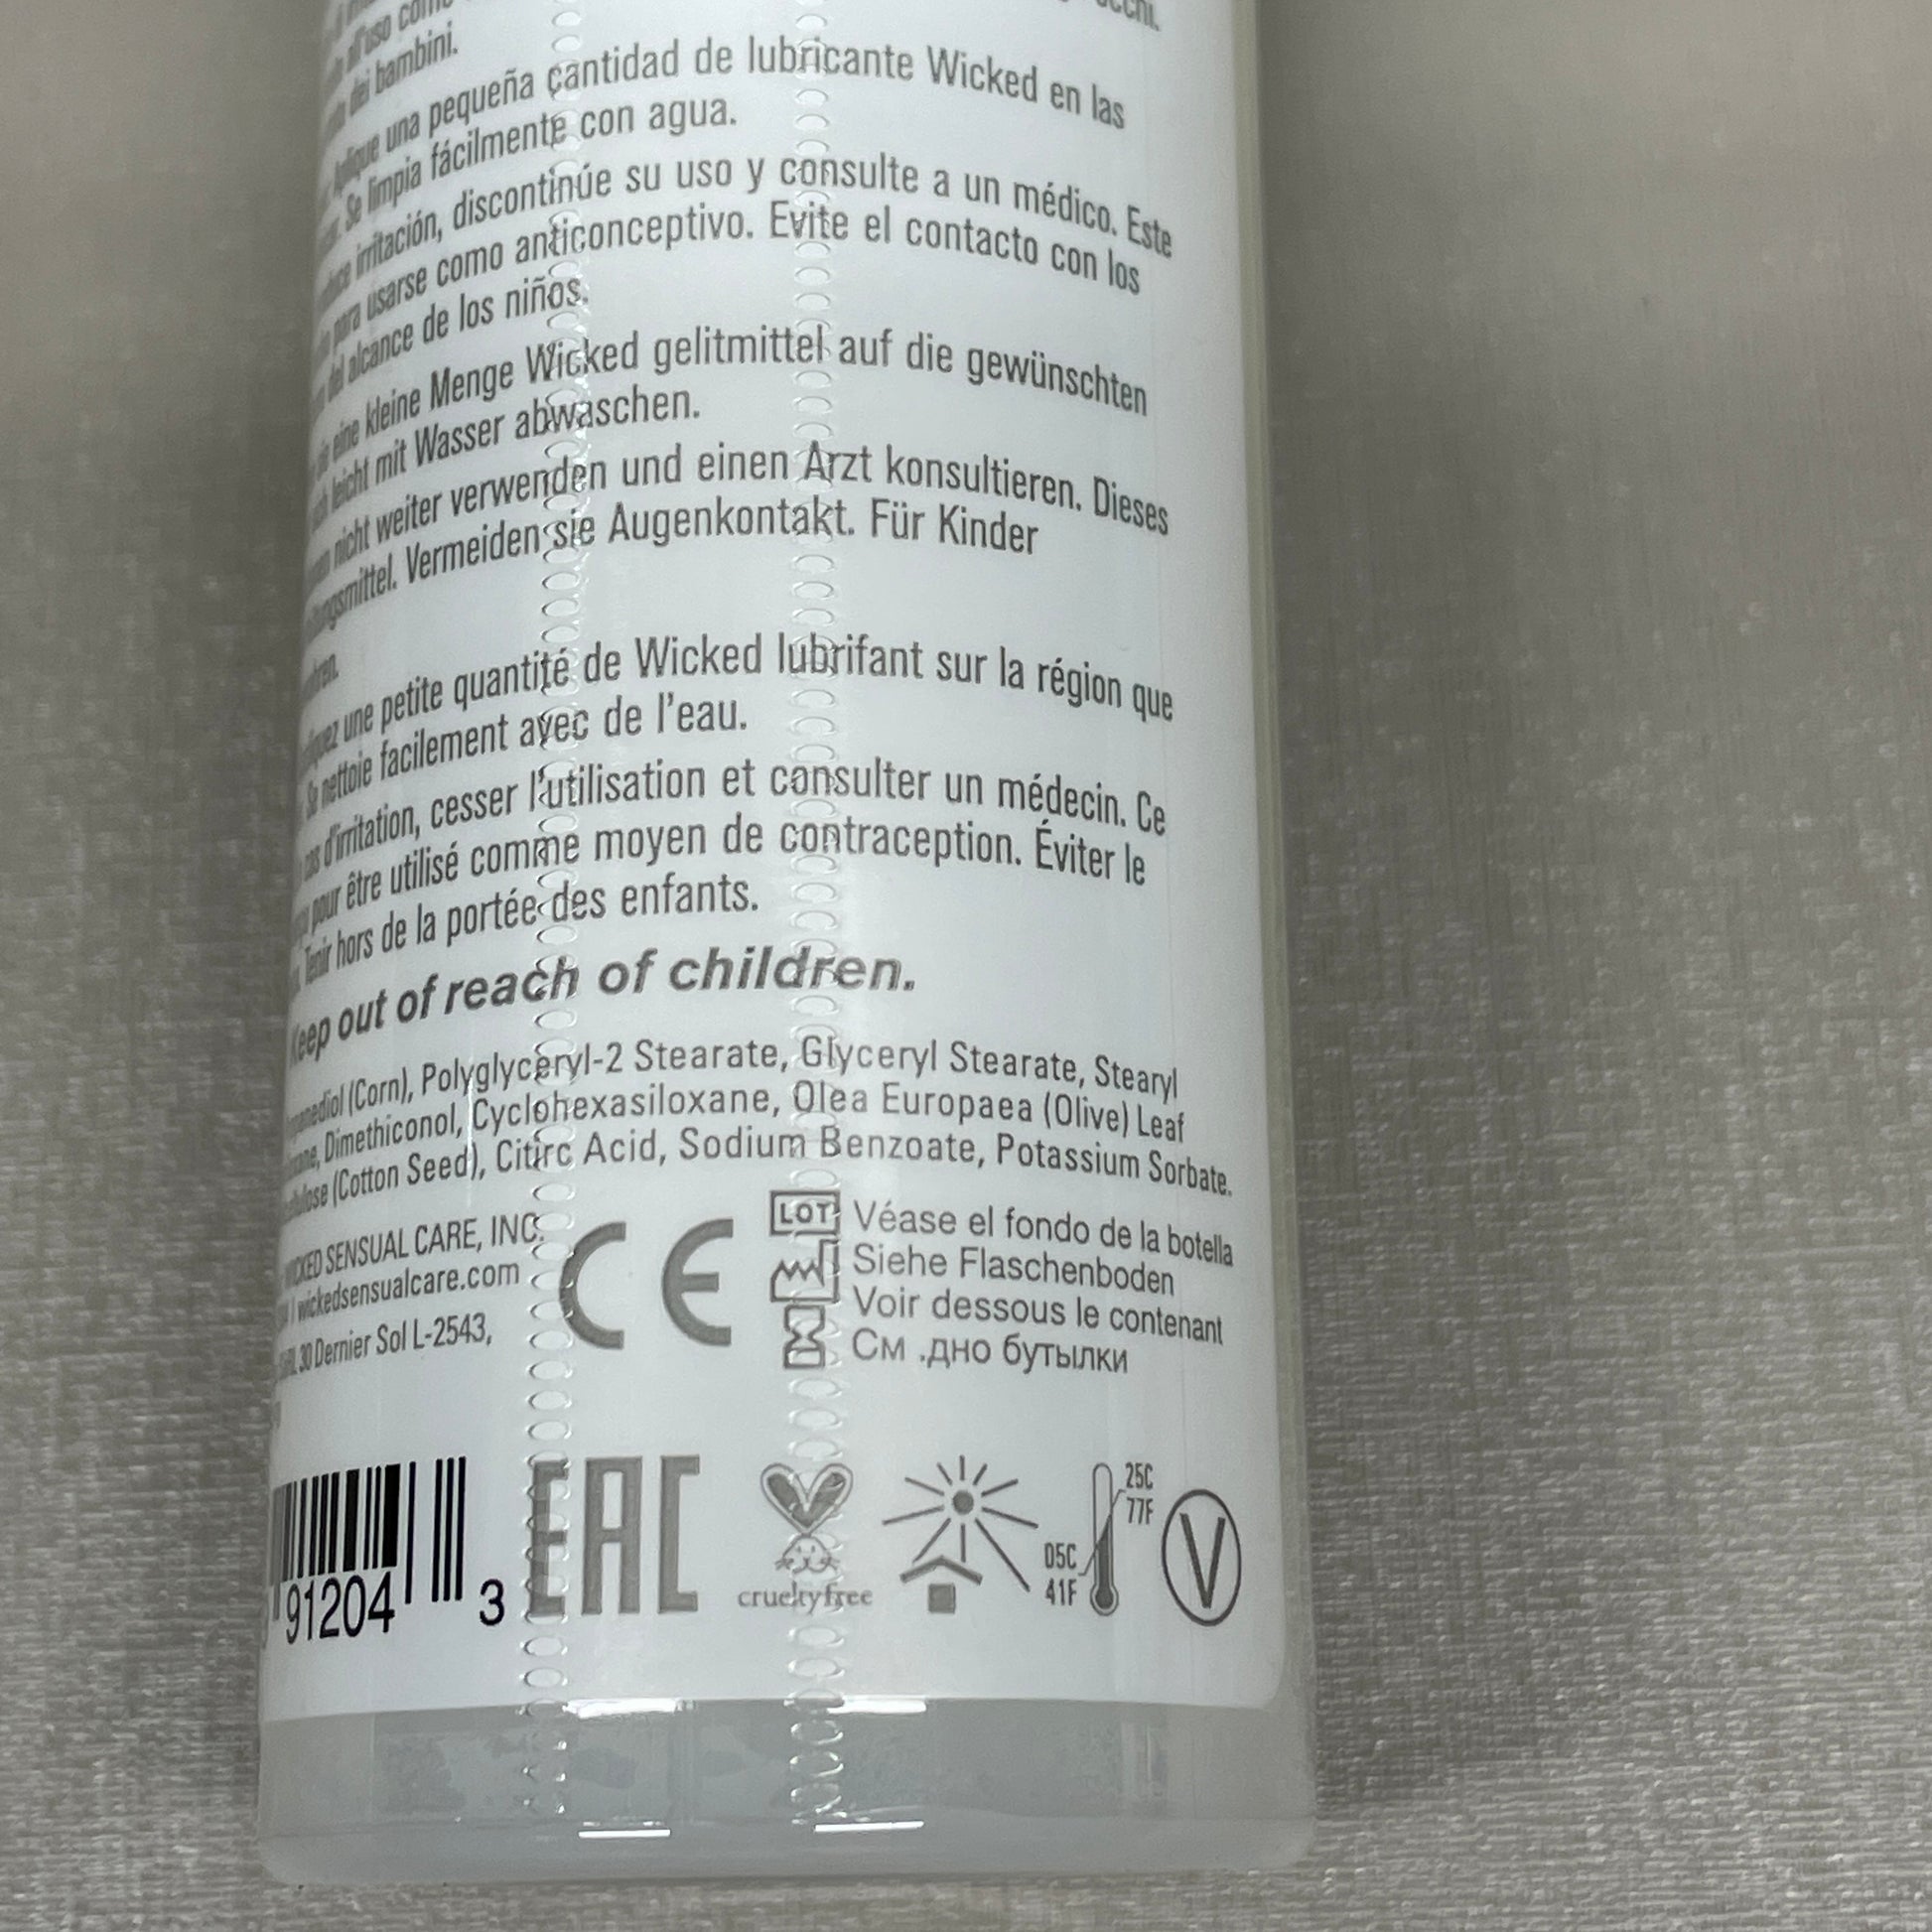 all'uso come
dei bambini.
Aplique una pequeña cantidad de lubricante Wicked en las
Se limpia fácilmente con agua.
irritación, discontinúe su uso y consulte a un médico. Este
para usarse como anticonceptivo. Evite el contacto con los
del alcance de los niños.
sie eine kleine Menge Wicked gelitmittel auf die gewünschten
leicht mit Wasser abwaschen.
nicht weiter verwenden und einen Arzt konsultieren. Dieses
Vermeiden sie Augenkontakt. Für Kinder
une petite quantité de Wicked lubrifant sur la région que
Se nettoie facilement avec de l'eau.
cas d'irritation, cesser l'utilisation et consulter un médecin. Ce
pour être utilisé comme moyen de contraception. Éviter le
Tenir hors de la portée des enfants.
Keep out of reach of children.
(Corn), Polyglyceryl-2 Stearate, Glyceryl Stearate, Stearyl
Dimethiconol, Cyclohexasiloxane, Olea Europaea (Olive) Leaf
(Cotton Seed), Citirc Acid, Sodium Benzoate, Potassium Sorbate.
WICKED SENSUAL CARE, INC.
| wickedsensualcare.com
30 Dernier Sol L-2543,
CE
LOT Véase el fondo de la botella
Siehe Flaschenboden
Voir dessous le contenant
См .дно бутылки
91204 3
EAC
crueltyfree
25C
77F
05C
41F
V